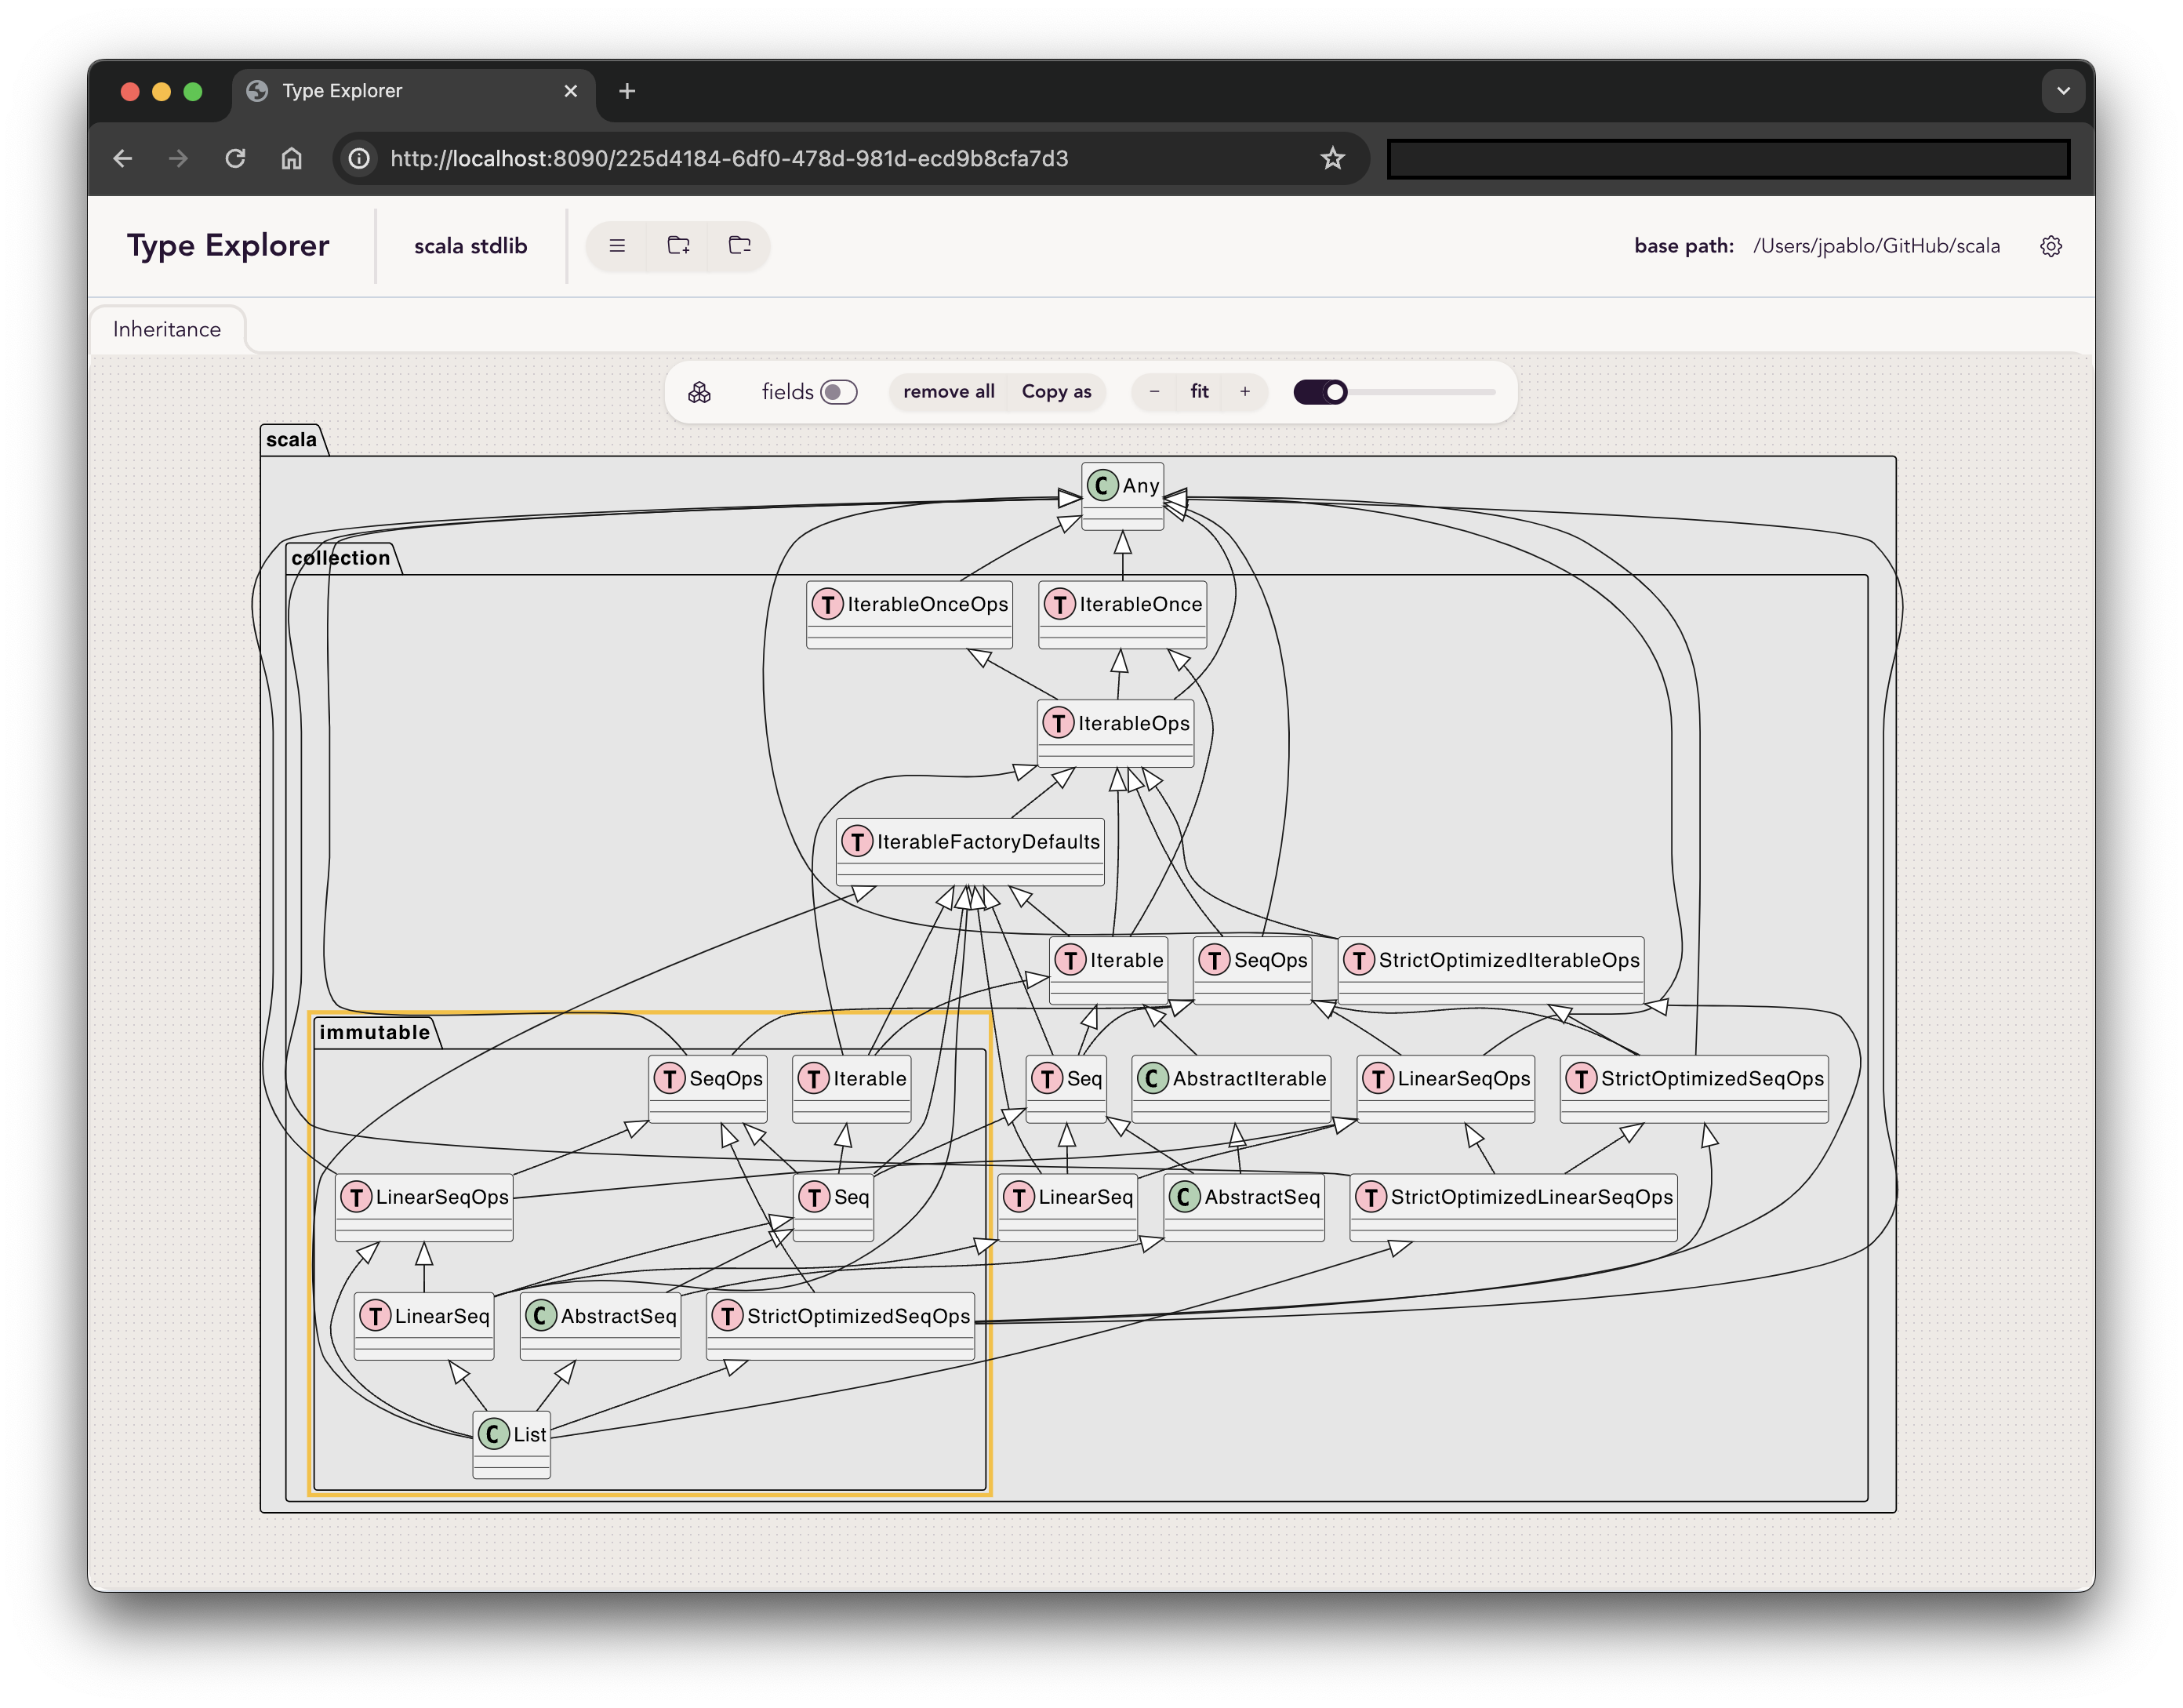 Type Explorer
http://localhost:8090/225d4184-6df0-478d-981d-ecd9b8cfa7d3
Type Explorer
scala stdlib
base path: /Users/jpablo/GitHub/scala
Inheritance
fields
remove all
Copy as
fit
scala
C Any
collection
T IterableOnceOps
T IterableOnce
T IterableOps
T IterableFactoryDefaults
T Iterable
T SeqOps
T StrictOptimizedIterableOps
immutable
T SeqOps
T Iterable
T Seq
C AbstractIterable
T LinearSeqOps
T StrictOptimizedSeqOps
T LinearSeqOps
T Seq
T LinearSeq
C AbstractSeq
T StrictOptimizedLinearSeqOps
T LinearSeq
C AbstractSeq
T StrictOptimizedSeqOps
C List